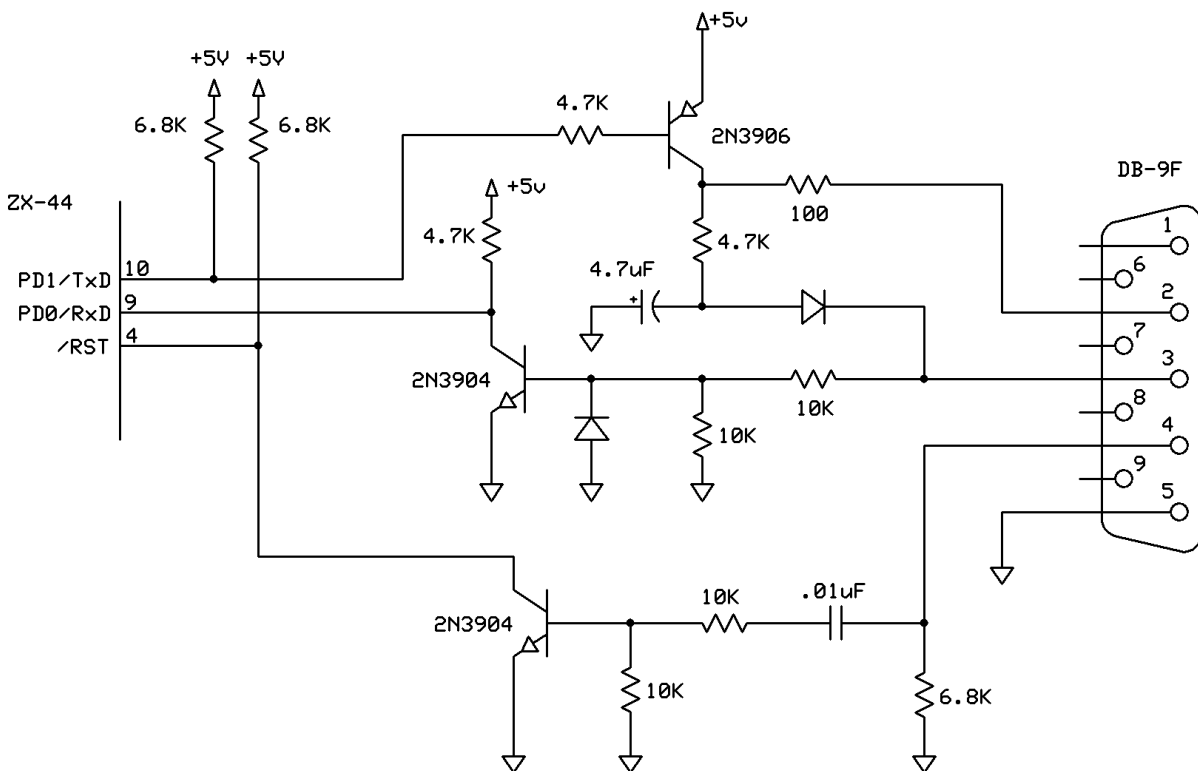 +5v
+5V +5V
6.8K 6.8K
4.7K
2N3906
DB-9F
ZX-44
+5v
4.7K
100
4.7K
4.7uF
+
PD1/TxD 10
PD0/RxD 9
/RST 4
2N3904
10K
10K
1
6
2
7
3
8
4
9
5
2N3904
10K
.01uF
10K
6.8K